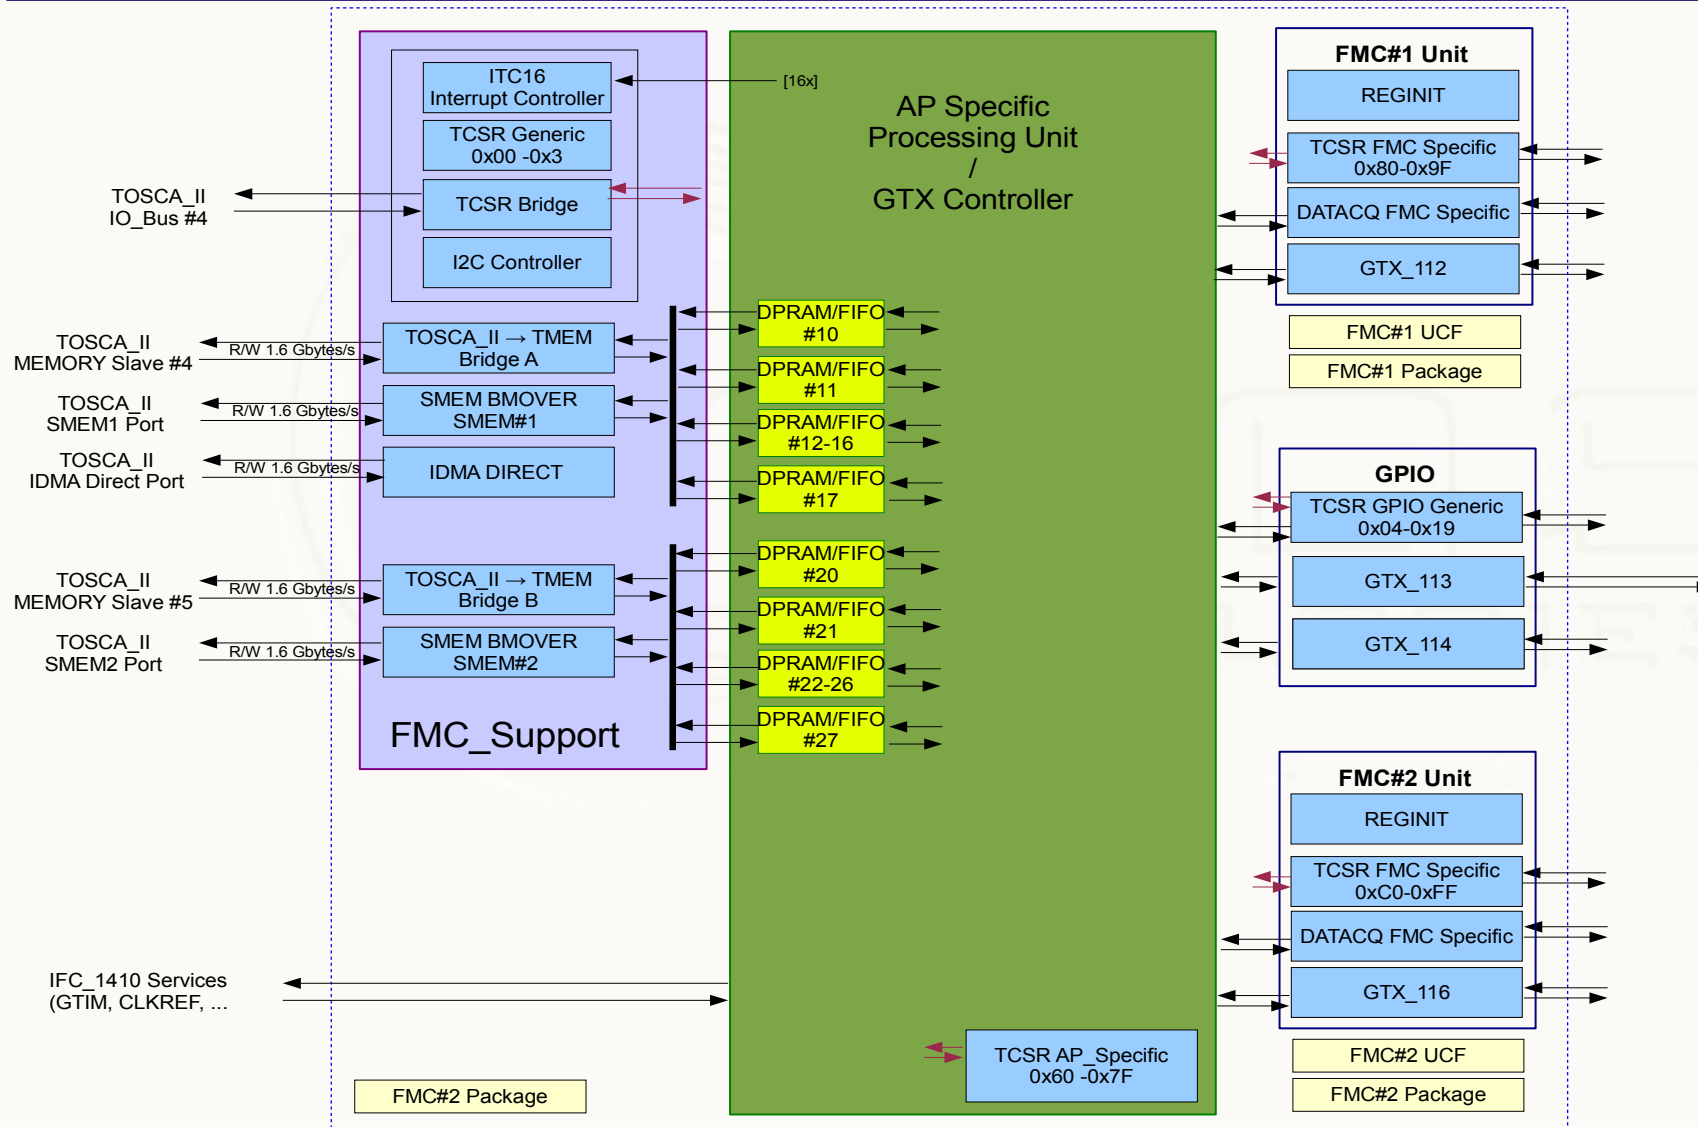 ITC16
Interrupt Controller
[16x]
TCSR Generic
0x00 -0x3
TOSCA_II
IO_Bus #4
TCSR Bridge
I2C Controller
TOSCA_II
MEMORY Slave #4
R/W 1.6 Gbytes/s
TOSCA_II → TMEM
Bridge A
TOSCA_II
SMEM1 Port
R/W 1.6 Gbytes/s
SMEM BMOVER
SMEM#1
TOSCA_II
IDMA Direct Port
R/W 1.6 Gbytes/s
IDMA DIRECT
TOSCA_II
MEMORY Slave #5
R/W 1.6 Gbytes/s
TOSCA_II → TMEM
Bridge B
TOSCA_II
SMEM2 Port
R/W 1.6 Gbytes/s
SMEM BMOVER
SMEM#2
FMC_Support
IFC_1410 Services
(GTIM, CLKREF, ...
FMC#2 Package
AP Specific
Processing Unit
/
GTX Controller
DPRAM/FIFO
#10
DPRAM/FIFO
#11
DPRAM/FIFO
#12-16
DPRAM/FIFO
#17
DPRAM/FIFO
#20
DPRAM/FIFO
#21
DPRAM/FIFO
#22-26
DPRAM/FIFO
#27
TCSR AP_Specific
0x60 -0x7F
FMC#1 Unit
REGINIT
TCSR FMC Specific
0x80-0x9F
DATACQ FMC Specific
GTX_112
FMC#1 UCF
FMC#1 Package
GPIO
TCSR GPIO Generic
0x04-0x19
GTX_113
GTX_114
FMC#2 Unit
REGINIT
TCSR FMC Specific
0xC0-0xFF
DATACQ FMC Specific
GTX_116
FMC#2 UCF
FMC#2 Package